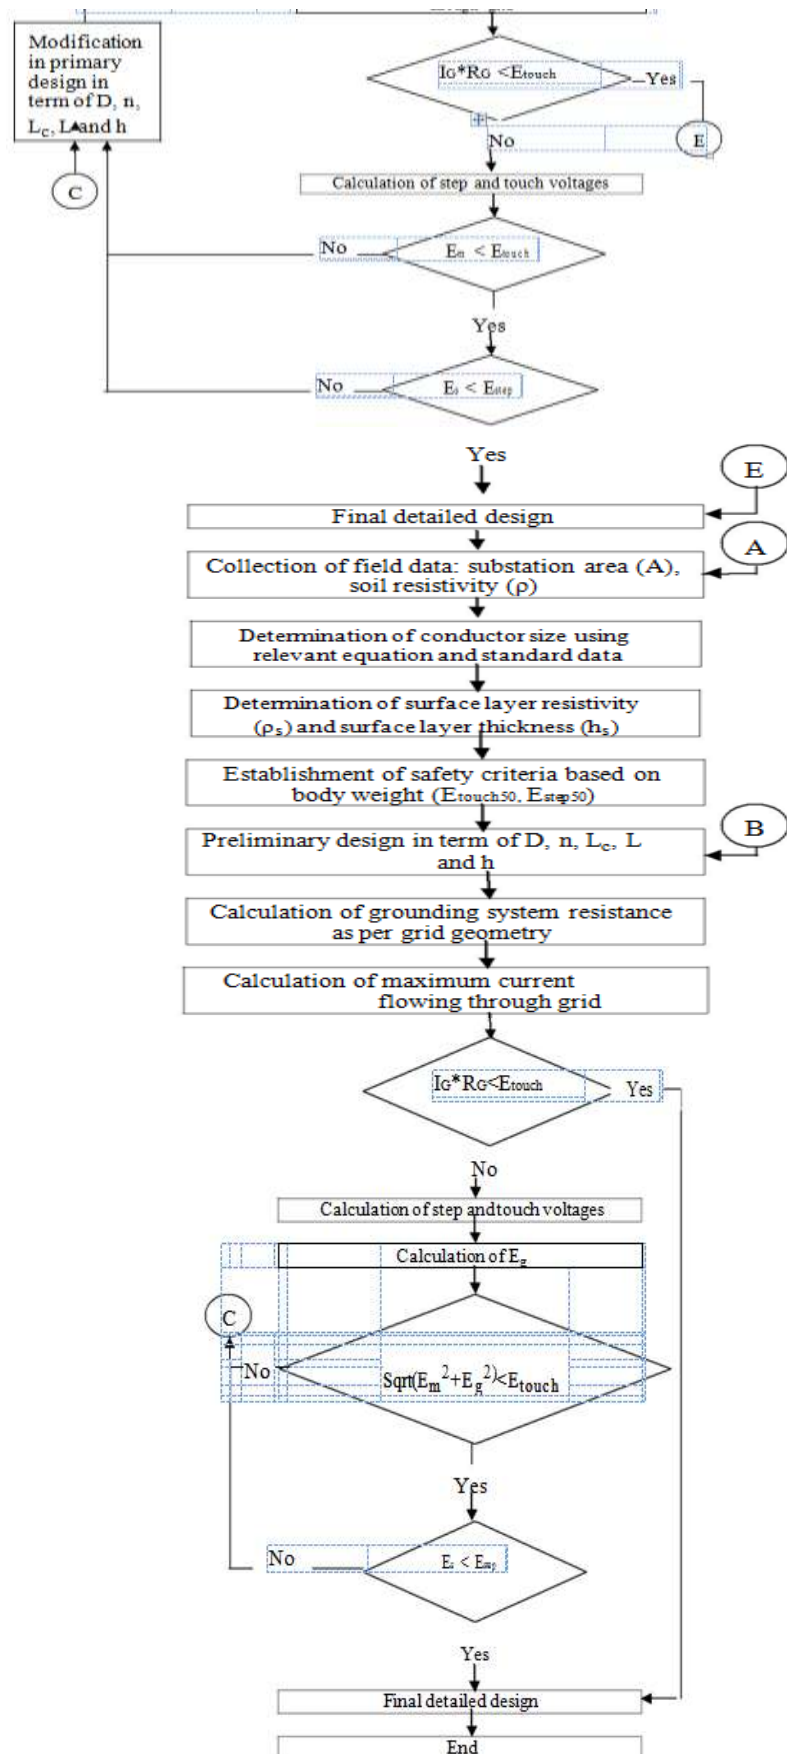 Modification
in primary
design in
term of D, n,
Lc, L and h
C
IG*RG <Etouch
Yes
E
No
Calculation of step and touch voltages
Em < Etouch
No
Yes
Es < Estep
No
Yes
E
Final detailed design
A
Collection of field data: substation area (A),
soil resistivity (ρ)
Determination of conductor size using
relevant equation and standard data
Determination of surface layer resistivity
(ρs) and surface layer thickness (hs)
Establishment of safety criteria based on
body weight (Etouch50, Estep50)
B
Preliminary design in term of D, n, Lc, L
and h
Calculation of grounding system resistance
as per grid geometry
Calculation of maximum current
flowing through grid
IG*RG<Etouch
Yes
No
Calculation of step andtouch voltages
Calculation of Eg
C
No
Sqrt(Em²+Eg²)<Etouch
Yes
No
Es <
Yes
Final detailed design
End